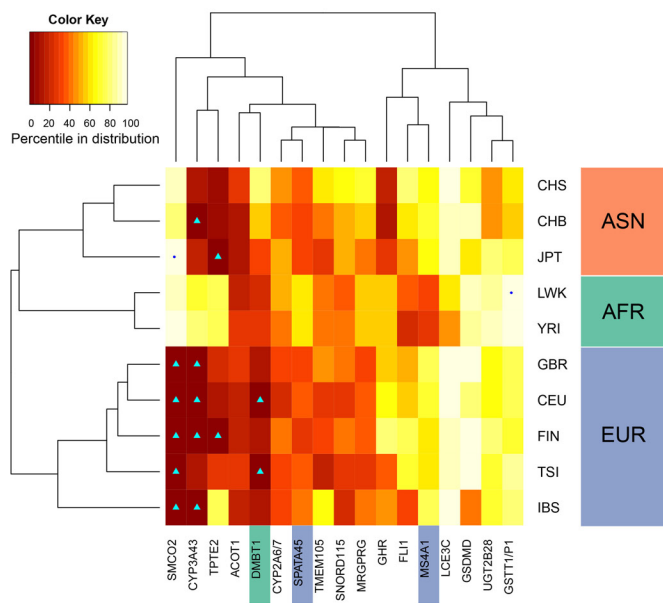 Color Key
0 20 40 60 80 100
Percentile in distribution
CHS
CHB
JPT
LWK
YRI
GBR
CEU
FIN
TSI
IBS
ASN
AFR
EUR
SMCO2
CYP3A43
TPTE2
ACOT1
DMBT1
CYP2A6/7
SPATA45
TMEM105
SNORD115
MRGPRG
GHR
FLI1
MS4A1
LCE3C
GSDMD
UGT2B28
GSTT1/P1